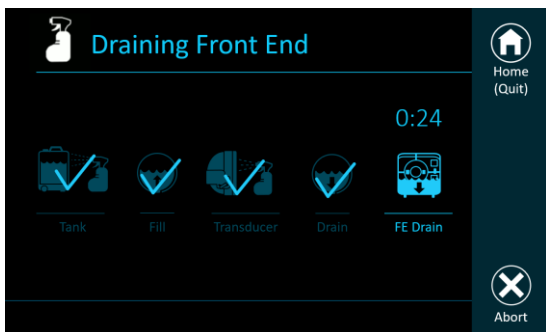 Draining Front End
Home
(Quit)
0:24
Tank Fill Transducer Drain FE Drain
Abort